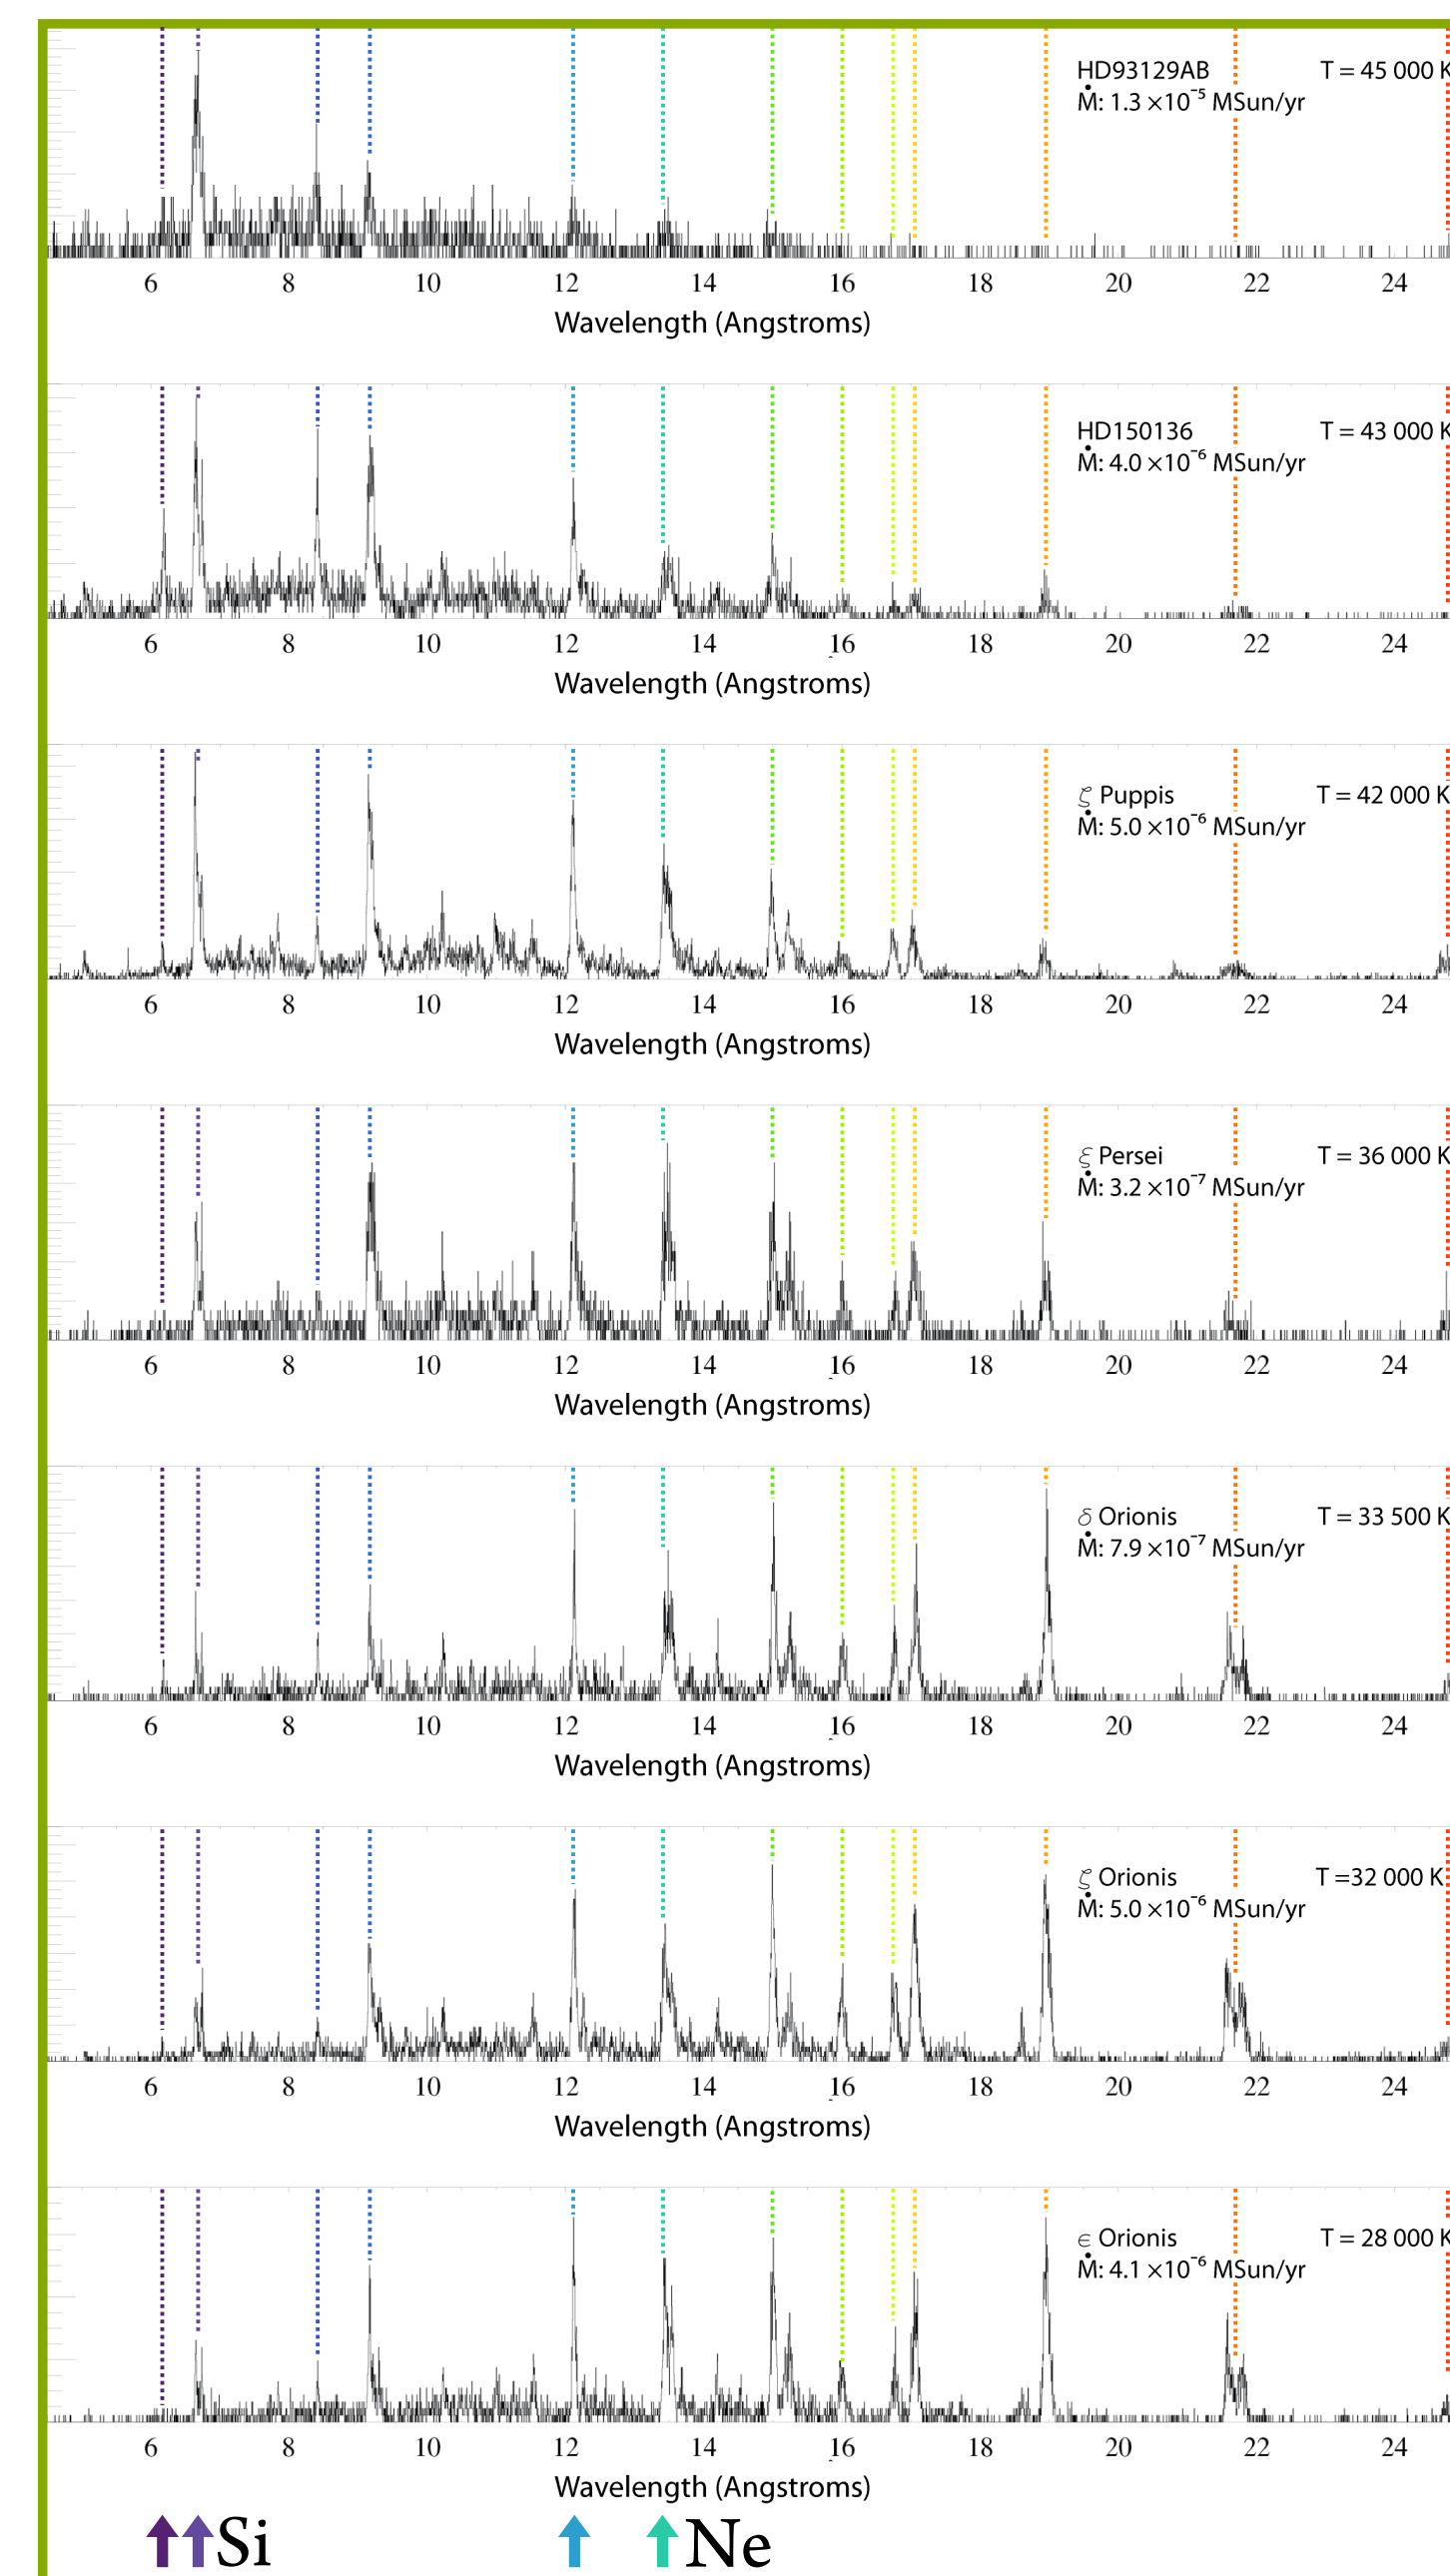 HD93129AB T = 45 000 K
Ṁ: 1.3 ×10⁻⁵ MSun/yr
6 8 10 12 14 16 18 20 22 24
Wavelength (Angstroms)
HD150136 T = 43 000 K
Ṁ: 4.0 ×10⁻⁶ MSun/yr
6 8 10 12 14 16 18 20 22 24
Wavelength (Angstroms)
ζ Puppis T = 42 000 K
Ṁ: 5.0 ×10⁻⁶ MSun/yr
6 8 10 12 14 16 18 20 22 24
Wavelength (Angstroms)
ξ Persei T = 36 000 K
Ṁ: 3.2 ×10⁻⁷ MSun/yr
6 8 10 12 14 16 18 20 22 24
Wavelength (Angstroms)
δ Orionis T = 33 500 K
Ṁ: 7.9 ×10⁻⁷ MSun/yr
6 8 10 12 14 16 18 20 22 24
Wavelength (Angstroms)
ζ Orionis T =32 000 K
Ṁ: 5.0 ×10⁻⁶ MSun/yr
6 8 10 12 14 16 18 20 22 24
Wavelength (Angstroms)
ϵ Orionis T = 28 000 K
Ṁ: 4.1 ×10⁻⁶ MSun/yr
6 8 10 12 14 16 18 20 22 24
Wavelength (Angstroms)
Si Ne